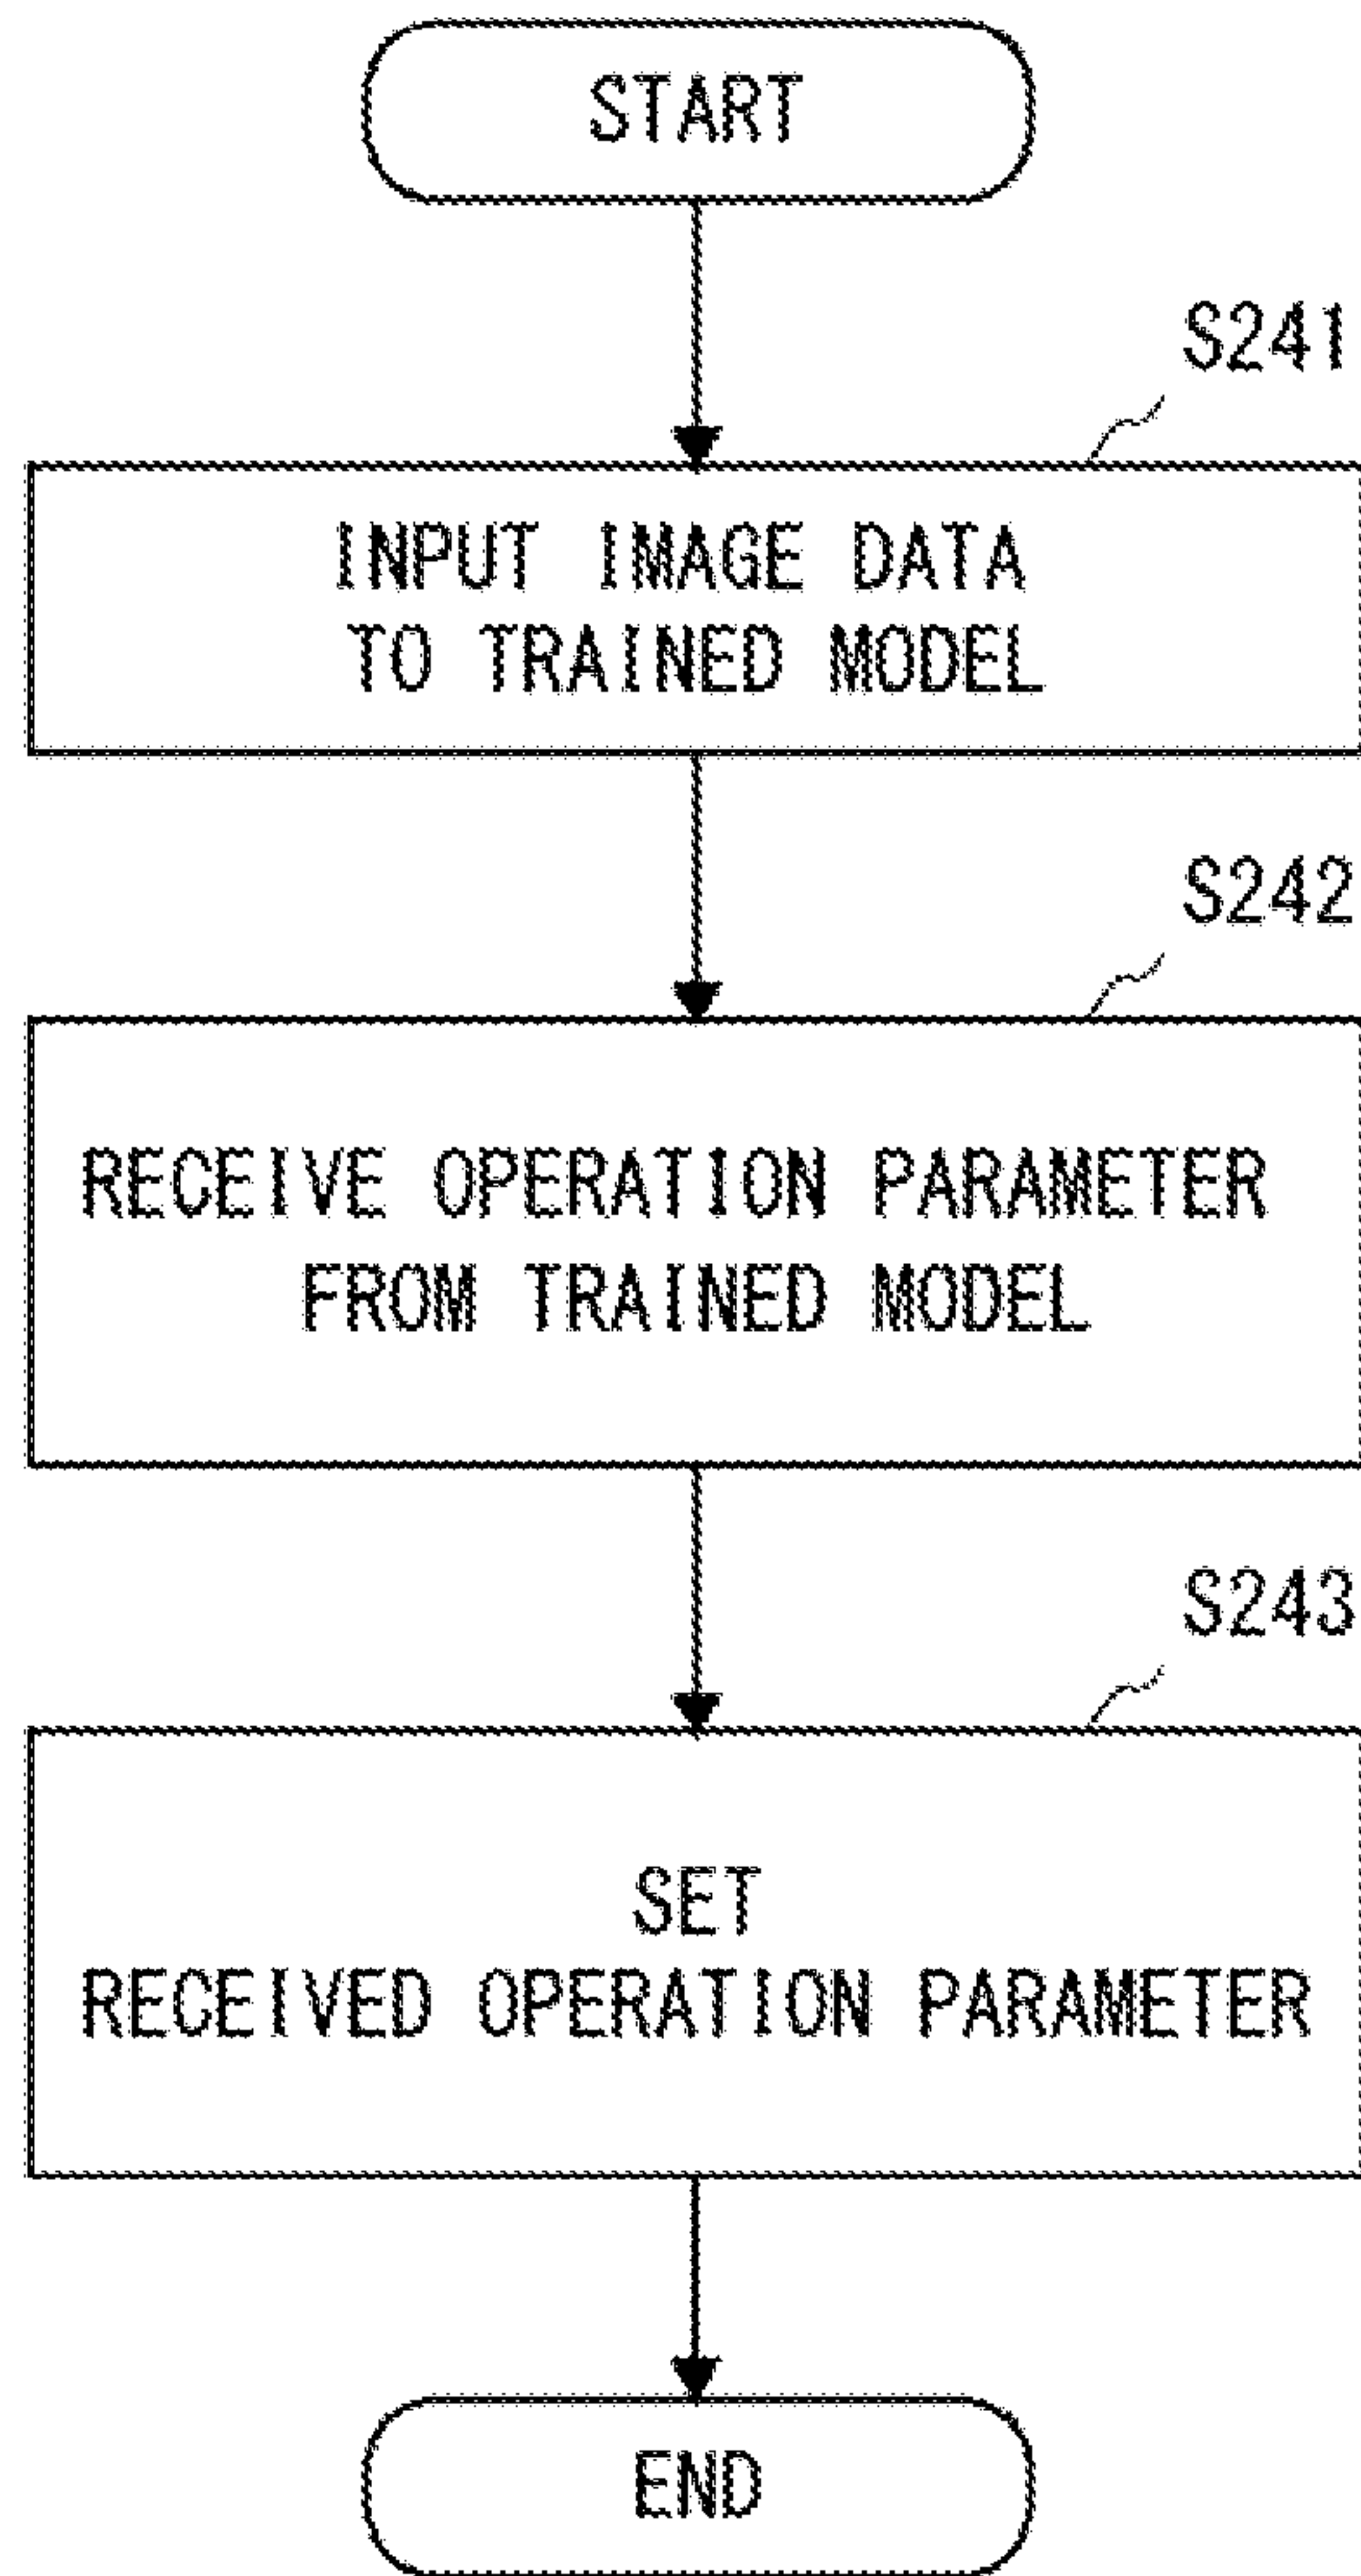 START
S241
INPUT IMAGE DATA
TO TRAINED MODEL
S242
RECEIVE OPERATION PARAMETER
FROM TRAINED MODEL
S243
SET
RECEIVED OPERATION PARAMETER
END